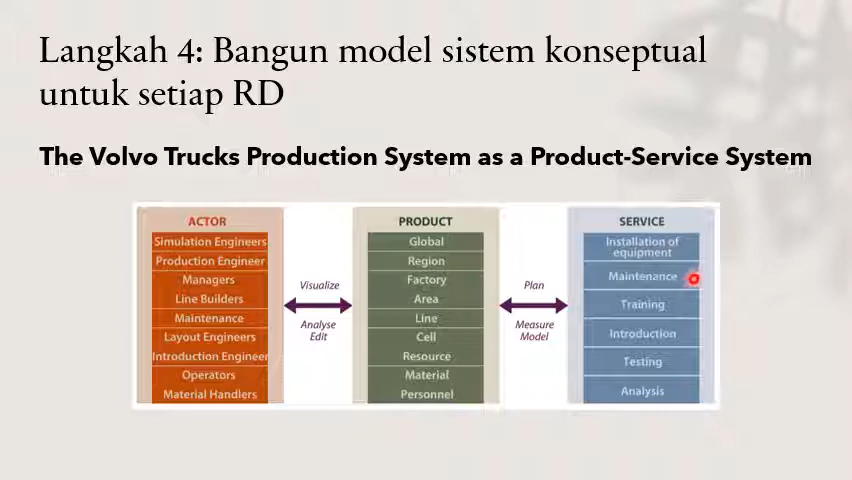 Langkah 4: Bangun model sistem konseptual
untuk setiap RD
The Volvo Trucks Production System as a Product-Service System
ACTOR
Simulation Engineers
Production Engineer
Managers
Line Builders
Maintenance
Layout Engineers
Introduction Engineer
Operators
Material Handlers
Visualize
Analyse
Edit
PRODUCT
Global
Region
Factory
Area
Line
Cell
Resource
Material
Personnel
Plan
Measure
Model
SERVICE
Installation of
equipment
Maintenance
Training
Introduction
Testing
Analysis